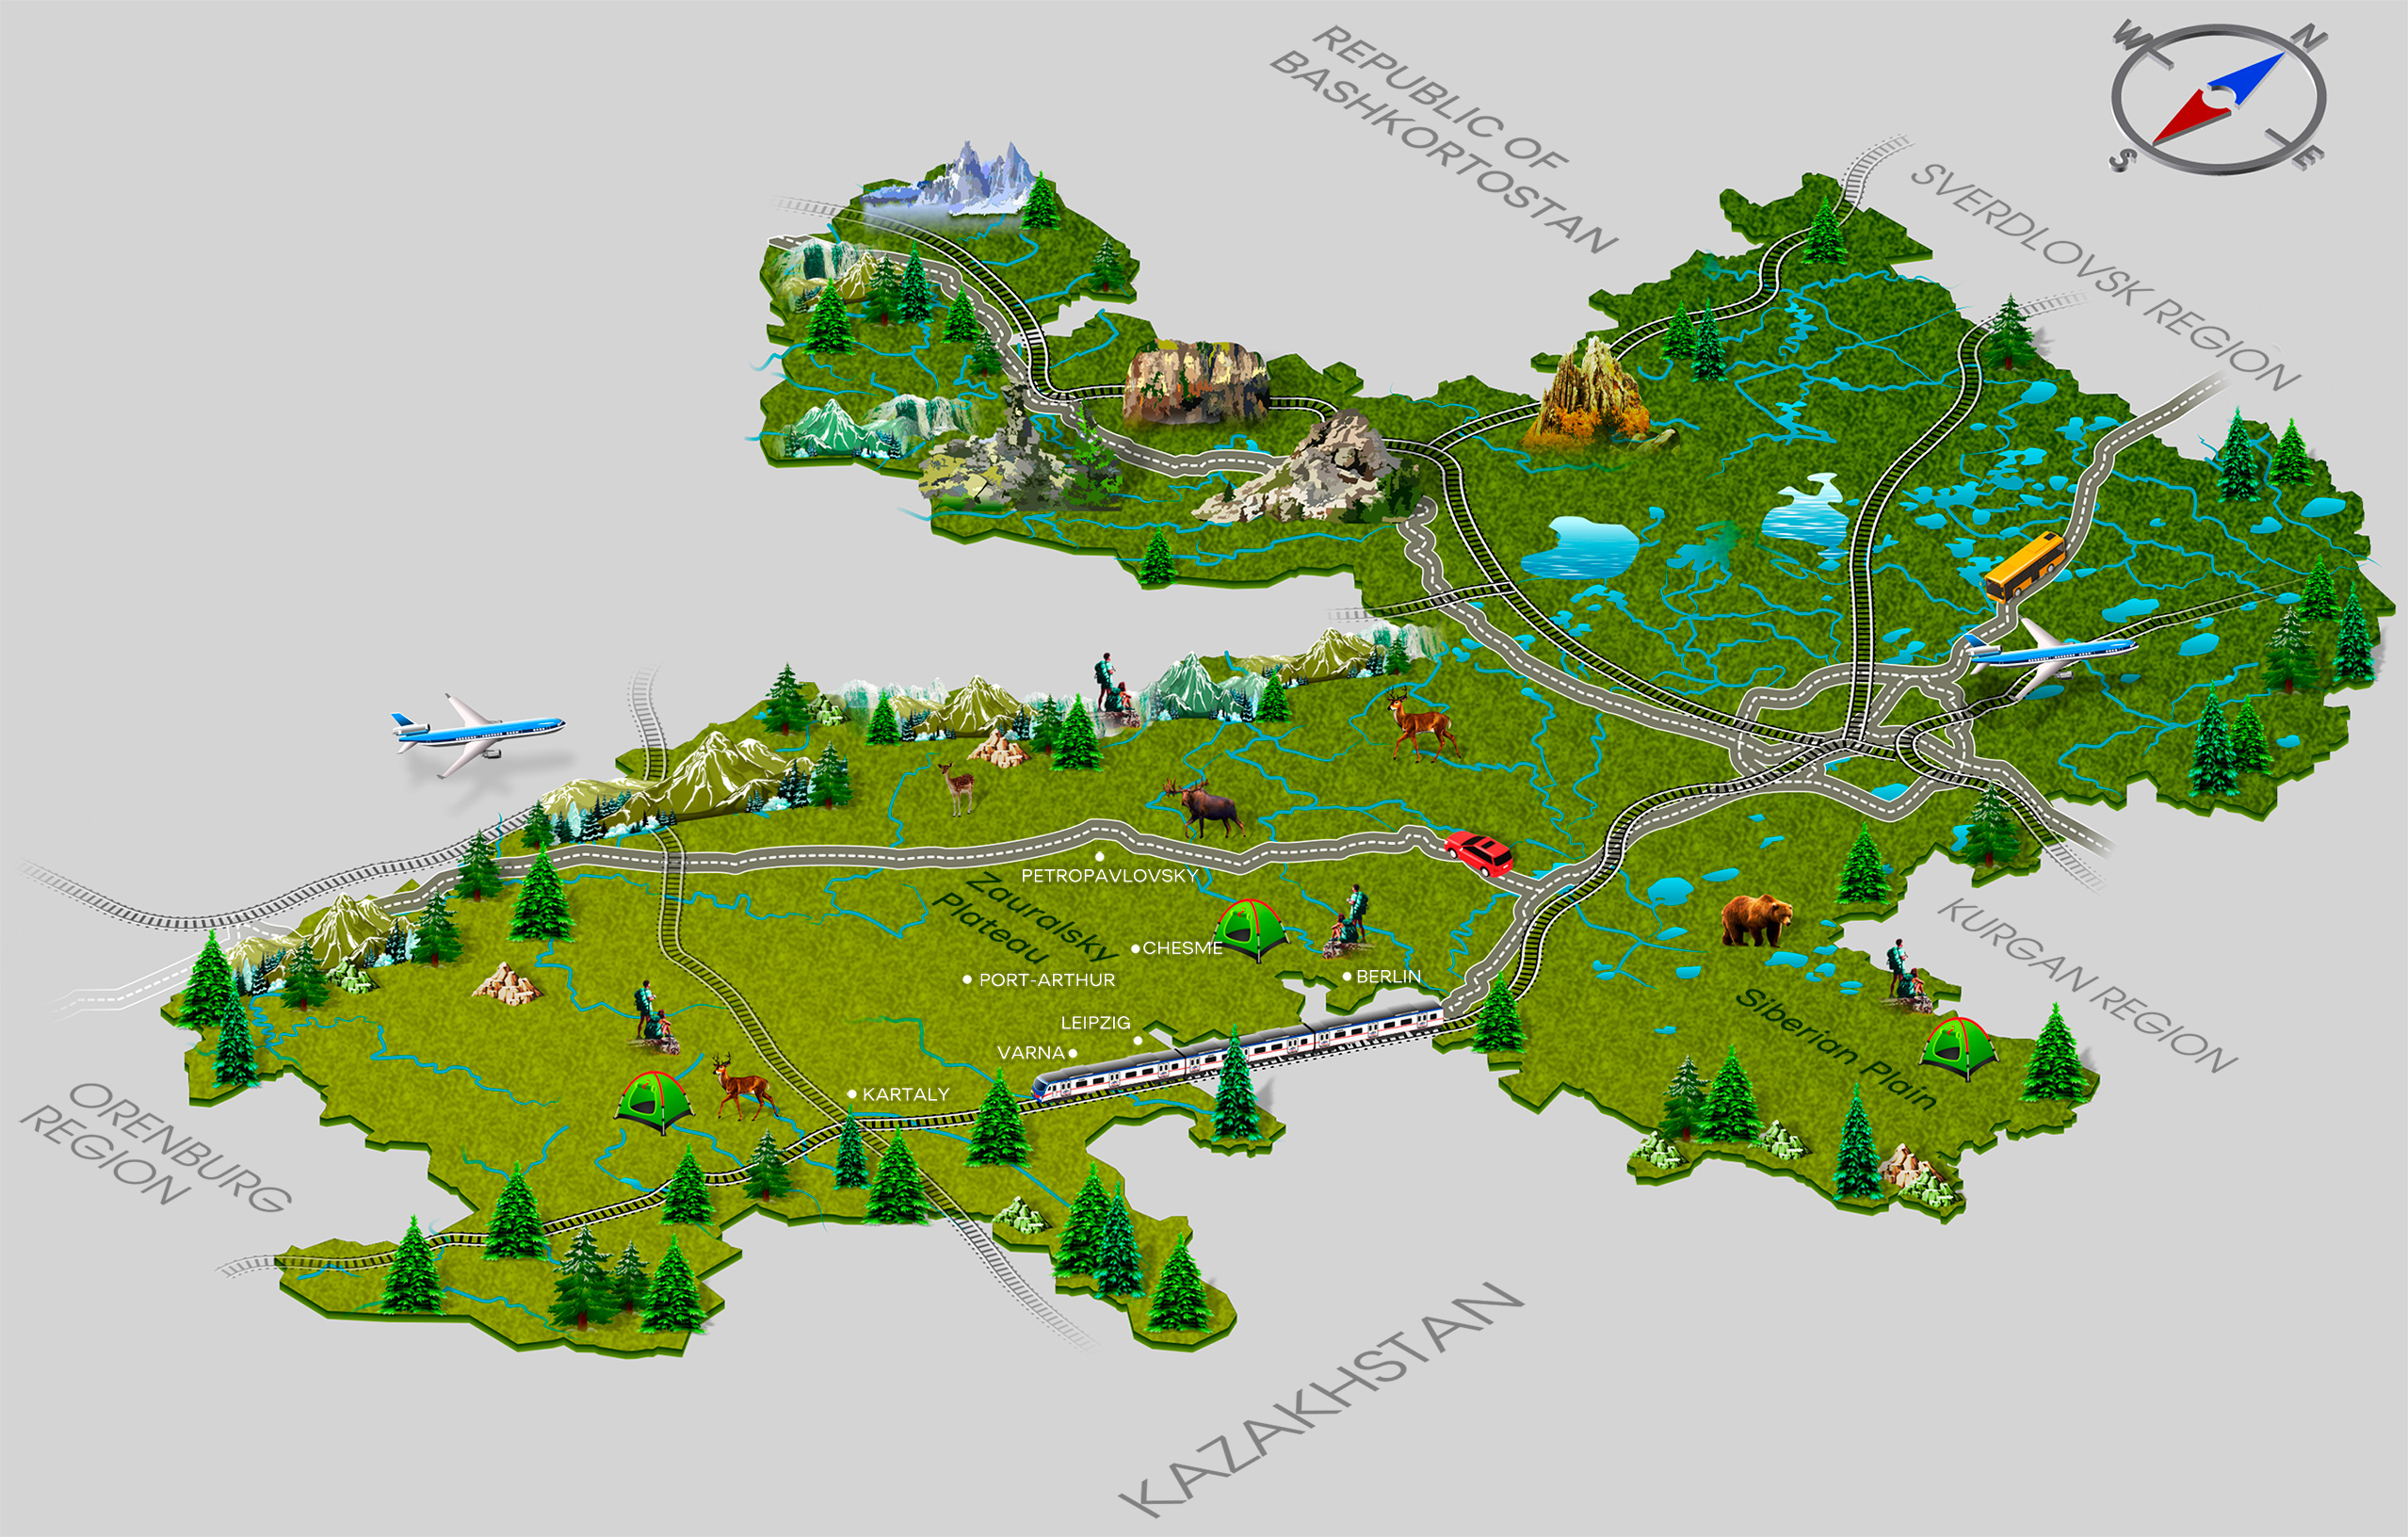 REPUBLIC OF
BASHKORTOSTAN
W
N
S
E
SVERDLOVSK REGION
PETROPAVLOVSKY
Zauralsky
Plateau
CHESME
PORT-ARTHUR
BERLIN
LEIPZIG
VARNA
KARTALY
KURGAN REGION
Siberian Plain
ORENBURG
REGION
KAZAKHSTAN